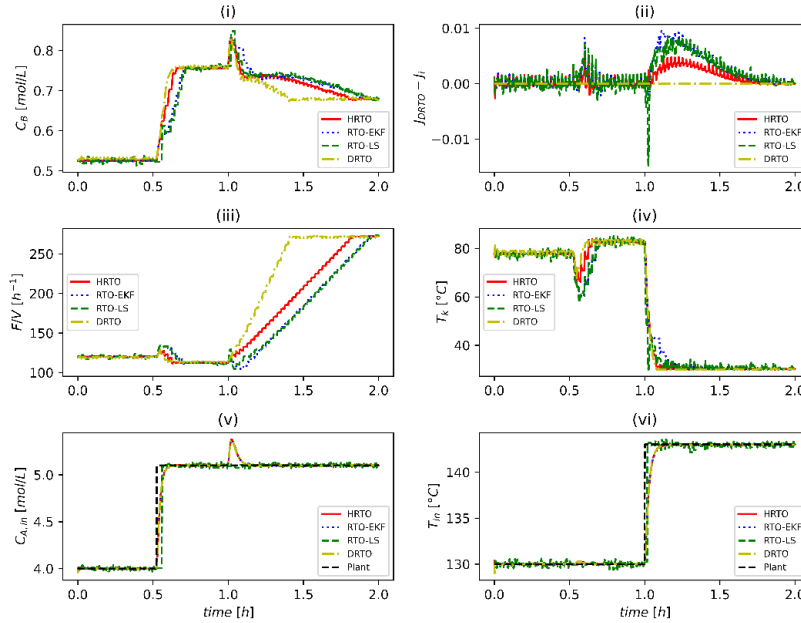 (i)
C_B [mol/L]
0.8
0.7
0.6
0.5
0.0 0.5 1.0 1.5 2.0
HRTO
RTO-EKF
RTO-LS
DRTO
(ii)
J_DRTO − J_i
0.01
0.00
−0.01
0.0 0.5 1.0 1.5 2.0
HRTO
RTO-EKF
RTO-LS
DRTO
(iii)
F/V [h⁻¹]
250
200
150
100
0.0 0.5 1.0 1.5 2.0
HRTO
RTO-EKF
RTO-LS
DRTO
(iv)
T_k [°C]
80
60
40
0.0 0.5 1.0 1.5 2.0
HRTO
RTO-EKF
RTO-LS
DRTO
(v)
C_A,in [mol/L]
5.0
4.5
4.0
0.0 0.5 1.0 1.5 2.0
time [h]
HRTO
RTO-EKF
RTO-LS
DRTO
Plant
(vi)
T_in [°C]
140
135
130
0.0 0.5 1.0 1.5 2.0
time [h]
HRTO
RTO-EKF
RTO-LS
DRTO
Plant